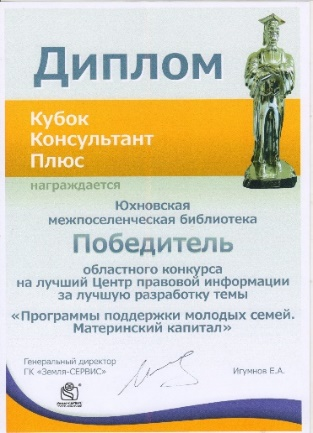 Диплом
Кубок
Консультант
Плюс
награждается
Юхновская
межпоселенческая библиотека
Победитель
областного конкурса
на лучший Центр правовой информации
за лучшую разработку темы
«Программы поддержки молодых семей.
Материнский капитал»
Генеральный директор
ГК «Земля-СЕРВИС»
Игумнов Е.А.